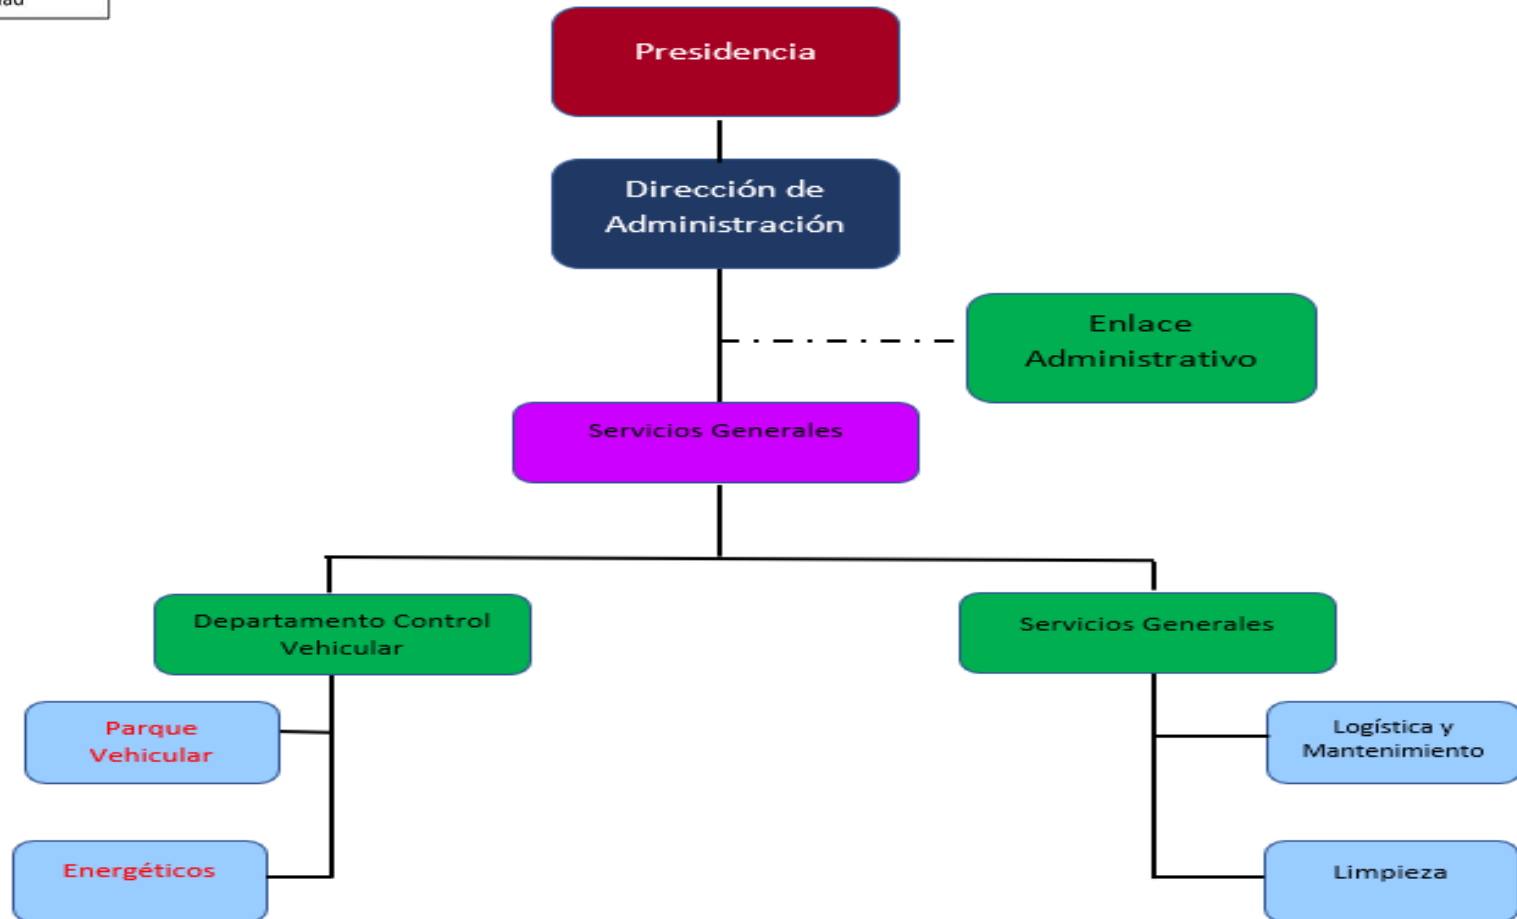 Presidencia
Dirección de
Administración
Enlace
Administrativo
Servicios Generales
Departamento Control
Vehicular
Servicios Generales
Parque
Vehicular
Logística y
Mantenimiento
Energéticos
Limpieza